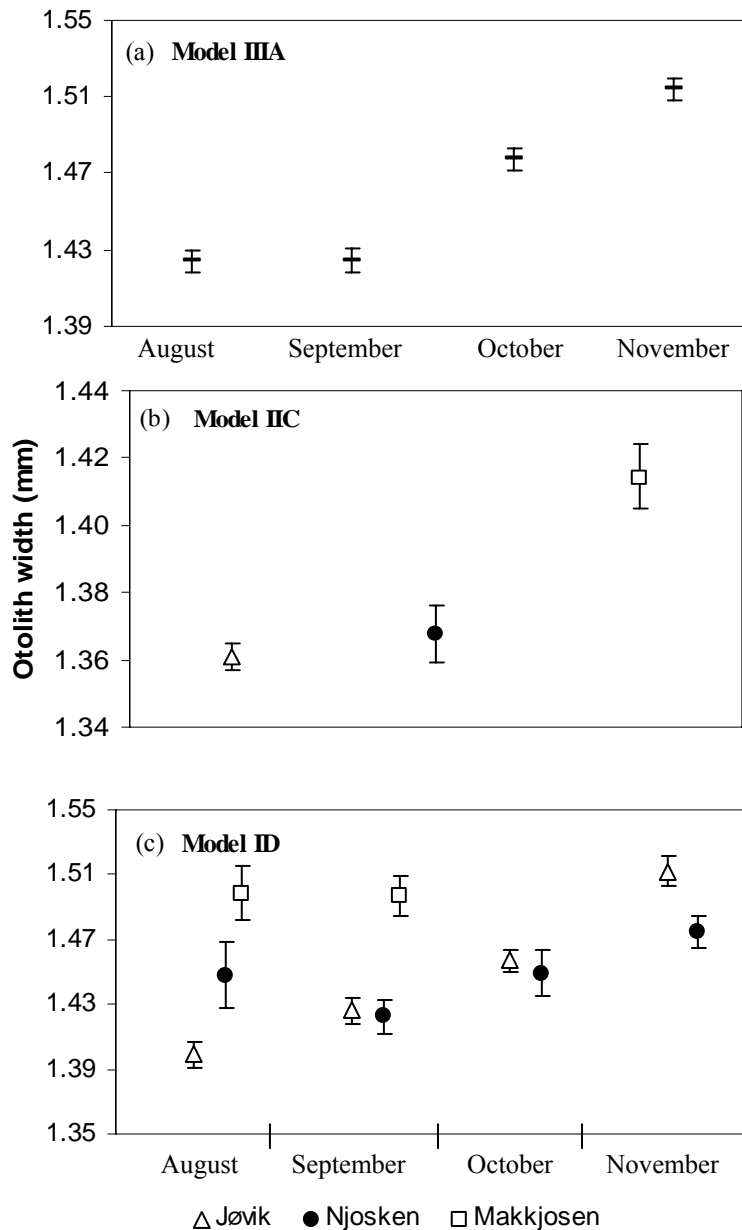 1.55
(a) Model IIIA
1.51
1.47
1.43
1.39
August September October November
1.44
(b) Model IIC
1.42
1.40
1.38
1.36
1.34
Otolith width (mm)
1.55
(c) Model ID
1.51
1.47
1.43
1.39
1.35
August September October November
Jøvik Njosken Makkjosen